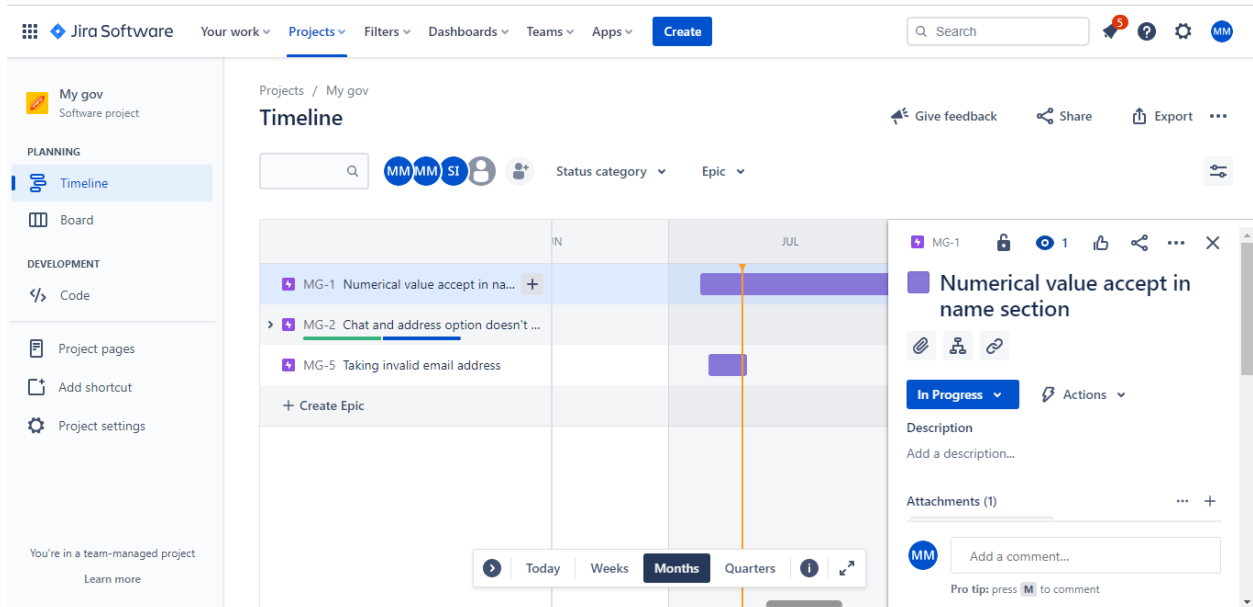 Jira Software Your work Projects Filters Dashboards Teams Apps Create Search 5 MM
My gov
Software project
PLANNING
Timeline
Board
DEVELOPMENT
Code
Project pages
Add shortcut
Project settings
You're in a team-managed project
Learn more
Projects / My gov
Timeline
Give feedback Share Export
MM MM SI Status category Epic
JUL
MG-1 Numerical value accept in na...
MG-2 Chat and address option doesn't ...
MG-5 Taking invalid email address
+ Create Epic
Today Weeks Months Quarters
MG-1 1
Numerical value accept in
name section
In Progress Actions
Description
Add a description...
Attachments (1)
MM Add a comment...
Pro tip: press M to comment